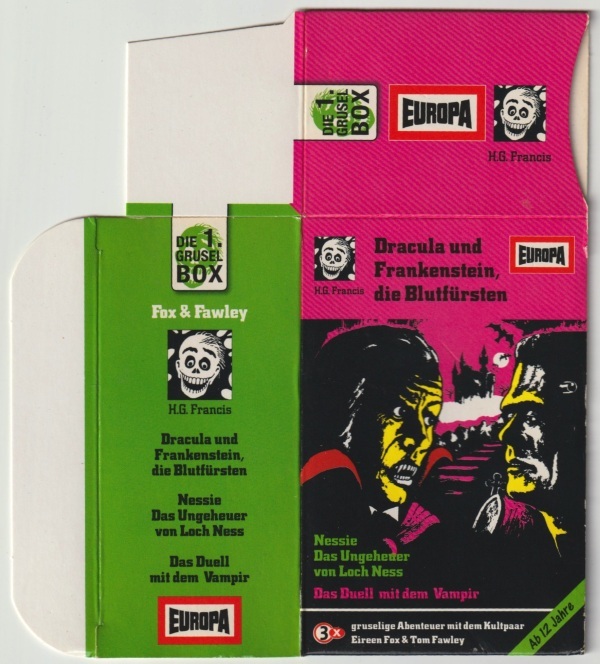 DIE 1.
GRUSEL
BOX
EUROPA
H.G. Francis
DIE 1.
GRUSEL
BOX
Fox & Fawley
H.G. Francis
Dracula und
Frankenstein,
die Blutfürsten
Nessie
Das Ungeheuer
von Loch Ness
Das Duell
mit dem Vampir
EUROPA
H.G. Francis
Dracula und
Frankenstein,
die Blutfürsten
EUROPA
Nessie
Das Ungeheuer
von Loch Ness
Das Duell mit dem Vampir
3x
gruselige Abenteuer mit dem Kultpaar
Eireen Fox & Tom Fawley
Ab 12 Jahre